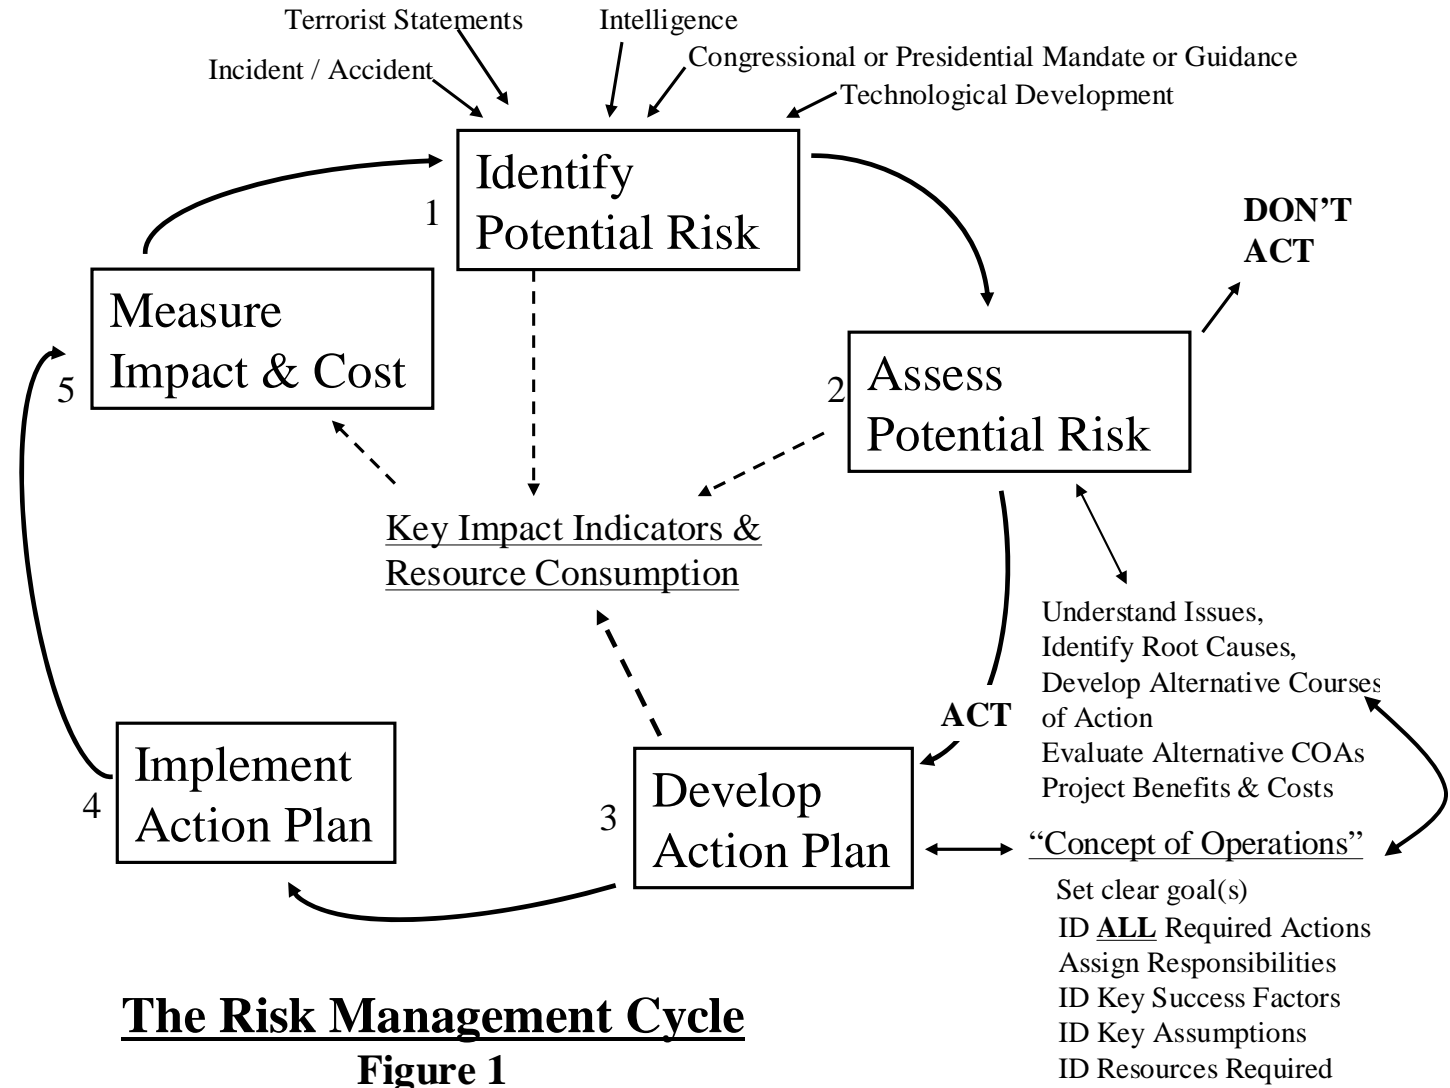 Terrorist Statements
Intelligence
Incident / Accident
Congressional or Presidential Mandate or Guidance
Technological Development
1
Identify
Potential Risk
DON’T
ACT
5
Measure
Impact & Cost
2
Assess
Potential Risk
Key Impact Indicators &
Resource Consumption
Understand Issues,
Identify Root Causes,
Develop Alternative Courses
of Action
Evaluate Alternative COAs
Project Benefits & Costs
ACT
4
Implement
Action Plan
3
Develop
Action Plan
“Concept of Operations”
Set clear goal(s)
ID ALL Required Actions
Assign Responsibilities
ID Key Success Factors
ID Key Assumptions
ID Resources Required
The Risk Management Cycle
Figure 1